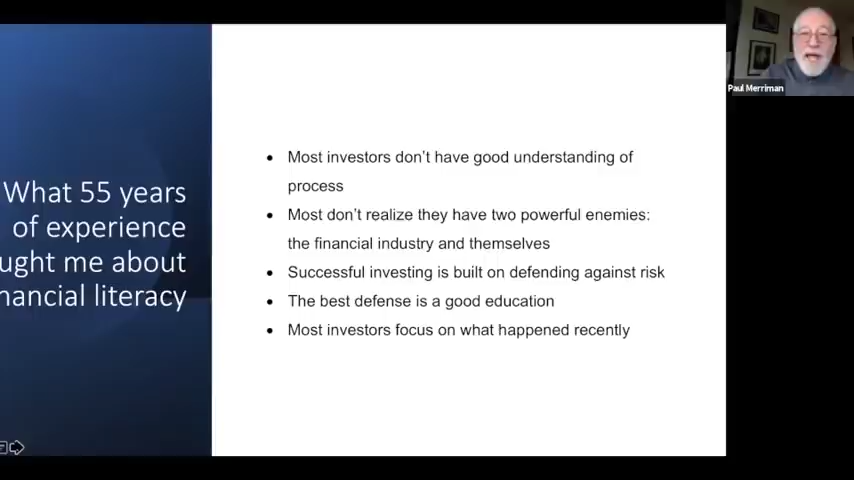 What 55 years
of experience
ught me about
nancial literacy
• Most investors don't have good understanding of
process
• Most don't realize they have two powerful enemies:
the financial industry and themselves
• Successful investing is built on defending against risk
• The best defense is a good education
• Most investors focus on what happened recently
Paul Merriman